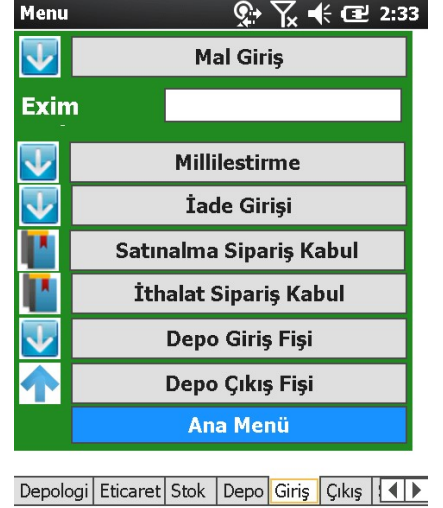 Menu 2:33
Mal Giriş
Exim
Millilestirme
İade Girişi
Satınalma Sipariş Kabul
İthalat Sipariş Kabul
Depo Giriş Fişi
Depo Çıkış Fişi
Ana Menü
Depologi Eticaret Stok Depo Giriş Çıkış